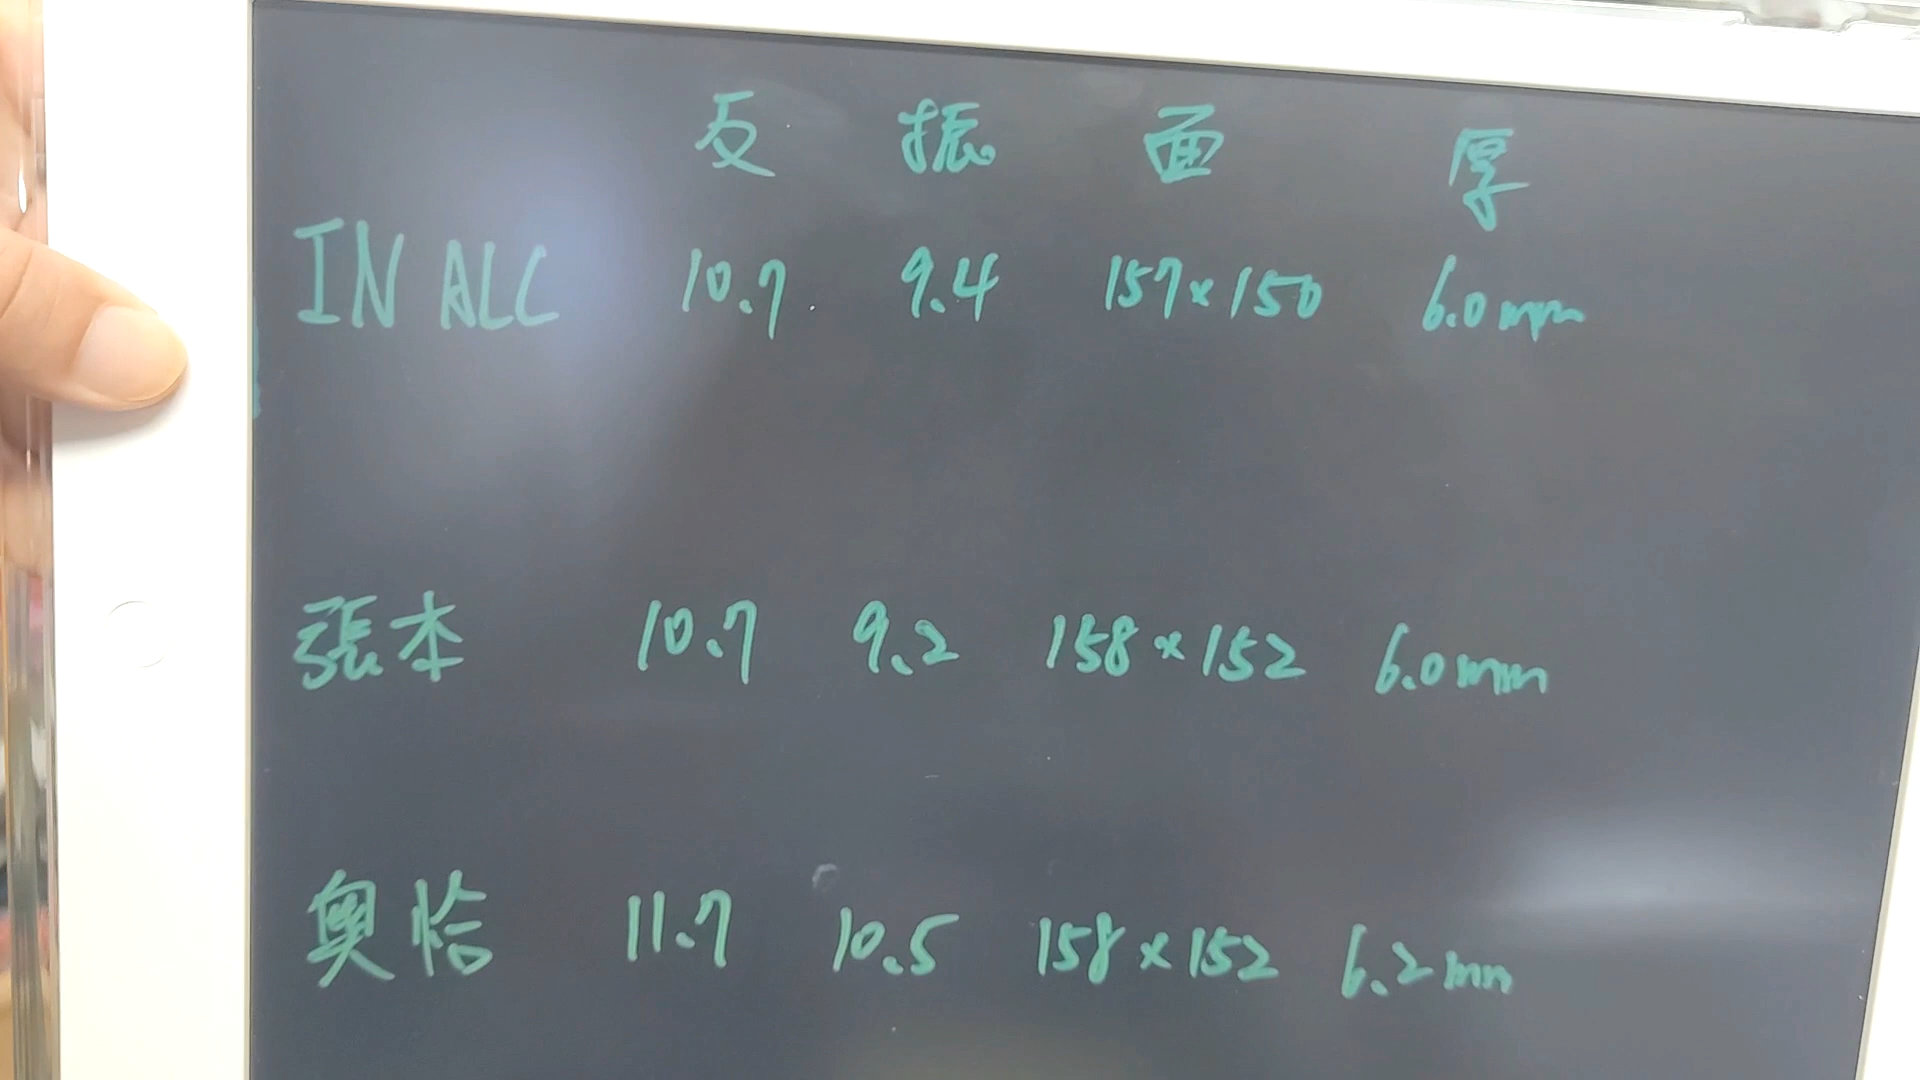 反 振 面 厚
IN ALC 10.7 9.4 157×150 6.0mm
張本 10.7 9.2 158×152 6.0mm
奥恰 11.7 10.5 158×152 6.2mm